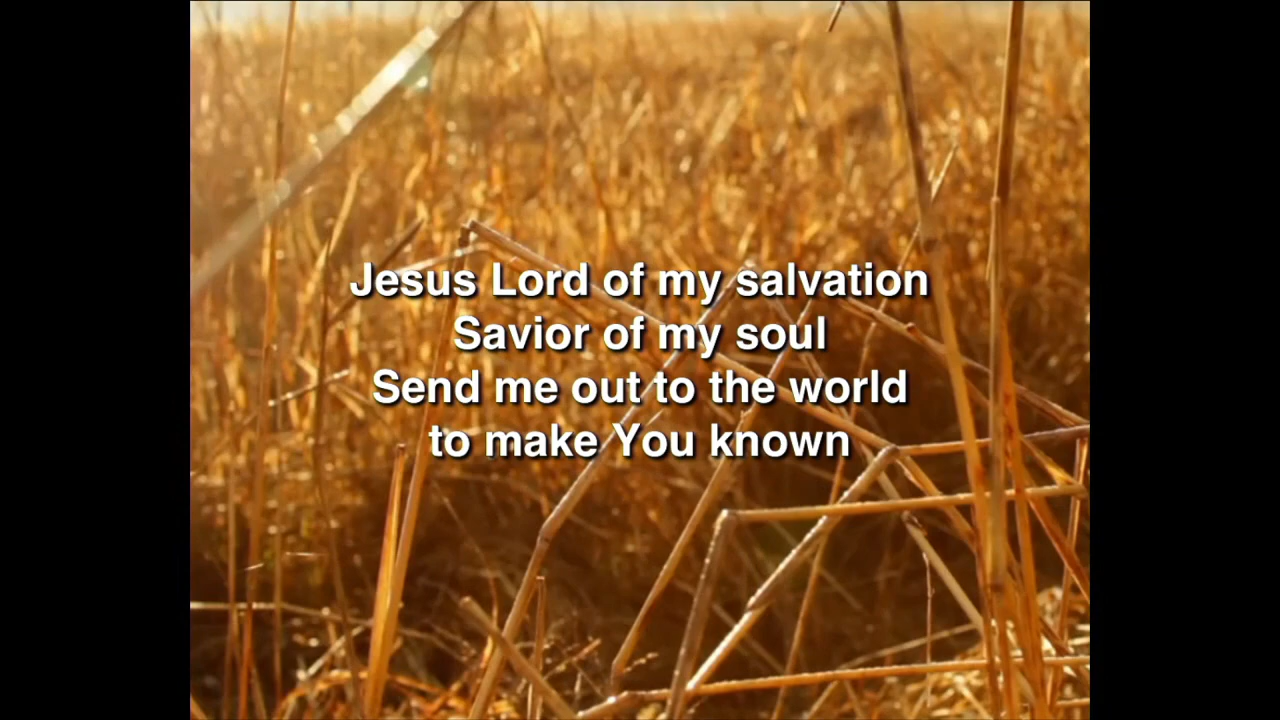 Jesus Lord of my salvation
Savior of my soul
Send me out to the world
to make You known